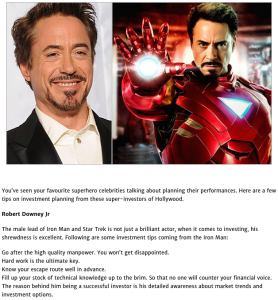 You've seen your favourite superhero celebrities talking about planning their performances. Here are a few
tips on investment planning from these super-investors of Hollywood.
Robert Downey Jr
The male lead of Iron Man and Star Trek is not just a brilliant actor, when it comes to investing, his
shrewdness is excellent. Following are some investment tips coming from the Iron Man:
Go after the high quality manpower. You won't get disappointed.
Hard work is the ultimate key.
Know your escape route well in advance.
Fill up your stock of technical knowledge up to the brim. So that no one will counter your financial voice.
The reason behind him being a successful investor is his detailed awareness about market trends and
investment options.